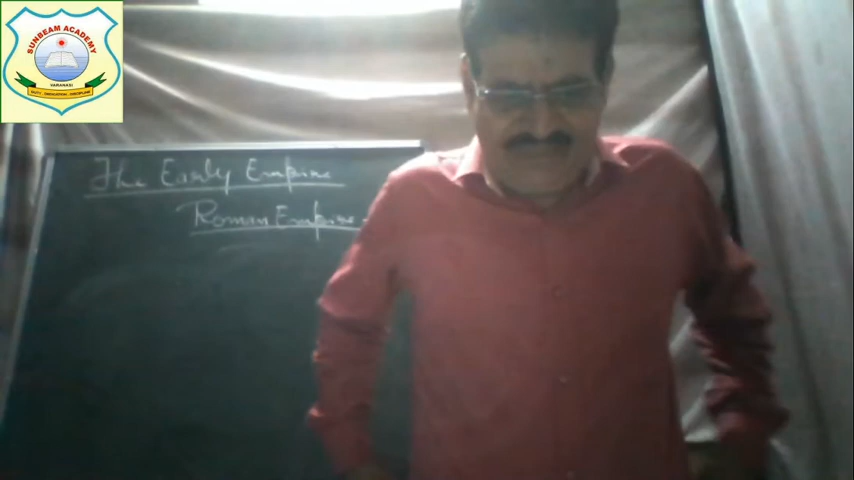 SUNBEAM ACADEMY
VARANASI
The Early Empire
Roman Empire